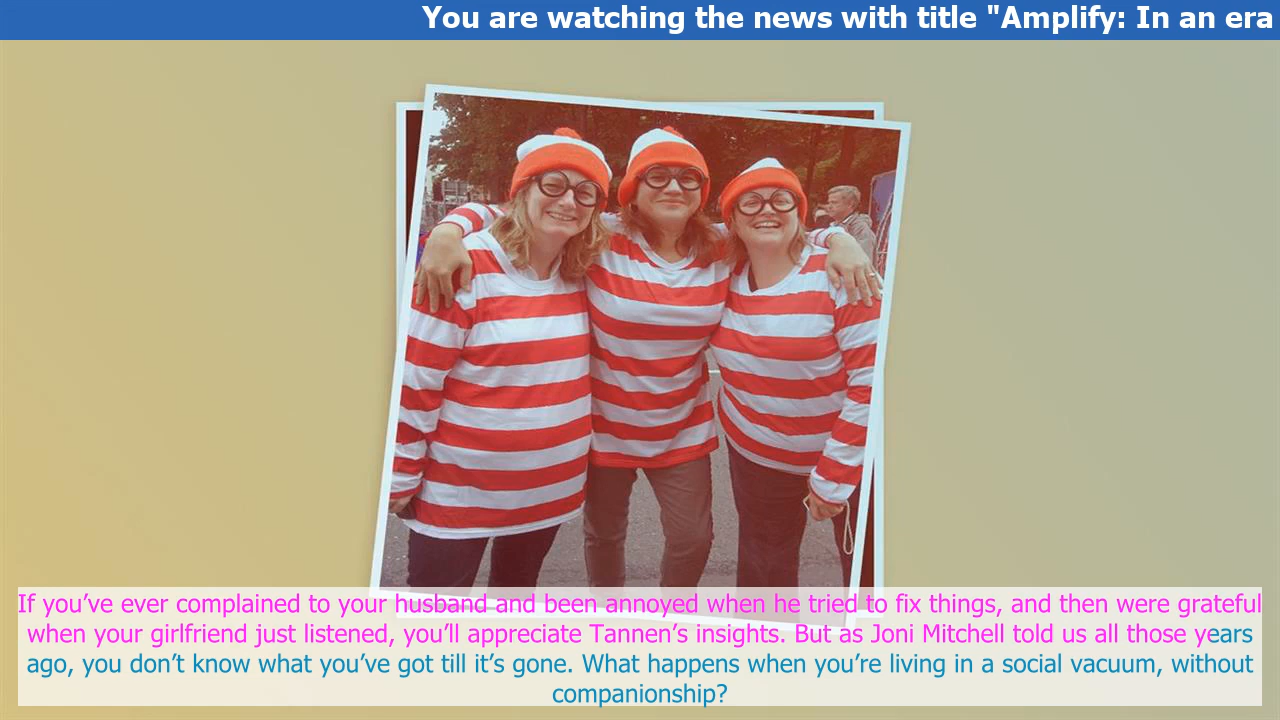 You are watching the news with title "Amplify: In an era
If you’ve ever complained to your husband and been annoyed when he tried to fix things, and then were grateful
when your girlfriend just listened, you’ll appreciate Tannen’s insights. But as Joni Mitchell told us all those years
ago, you don’t know what you’ve got till it’s gone. What happens when you’re living in a social vacuum, without
companionship?